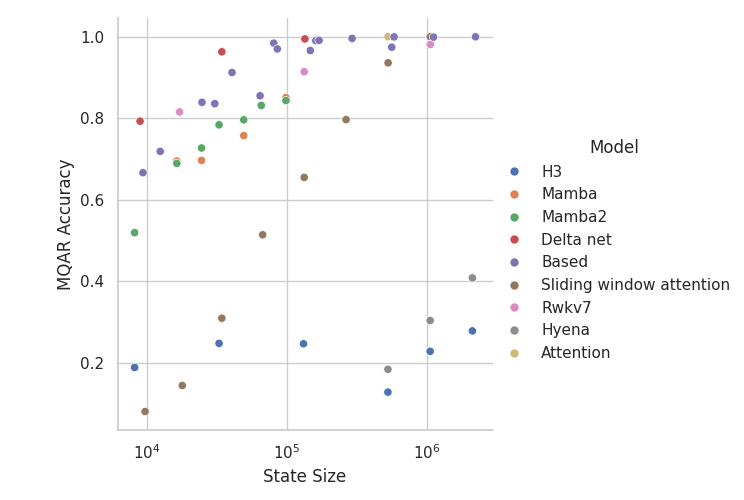 MQAR Accuracy
1.0
0.8
0.6
0.4
0.2
10^4
10^5
10^6
State Size
Model
H3
Mamba
Mamba2
Delta net
Based
Sliding window attention
Rwkv7
Hyena
Attention